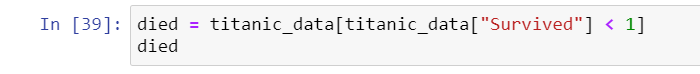 In [39]: died = titanic_data[titanic_data["Survived"] < 1]
died